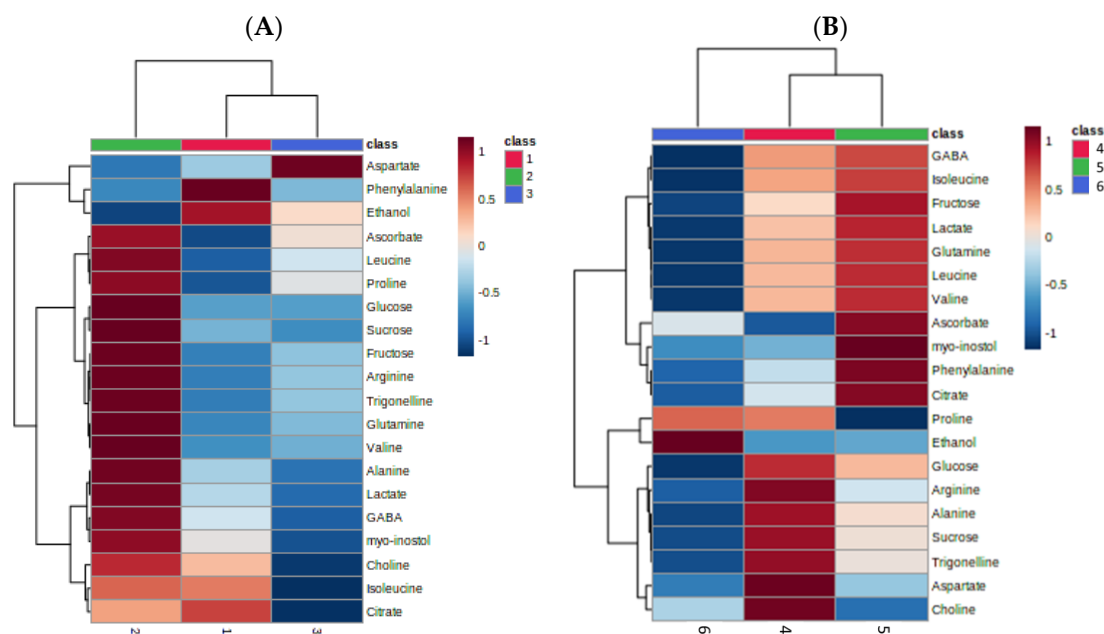 (A)
class
Aspartate
Phenylalanine
Ethanol
Ascorbate
Leucine
Proline
Glucose
Sucrose
Fructose
Arginine
Trigonelline
Glutamine
Valine
Alanine
Lactate
GABA
myo-inostol
Choline
Isoleucine
Citrate
2 1 3
1
0.5
0
-0.5
-1
class
1
2
3
(B)
class
GABA
Isoleucine
Fructose
Lactate
Glutamine
Leucine
Valine
Ascorbate
myo-inostol
Phenylalanine
Citrate
Proline
Ethanol
Glucose
Arginine
Alanine
Sucrose
Trigonelline
Aspartate
Choline
6 4 5
1
0.5
0
-0.5
-1
class
4
5
6